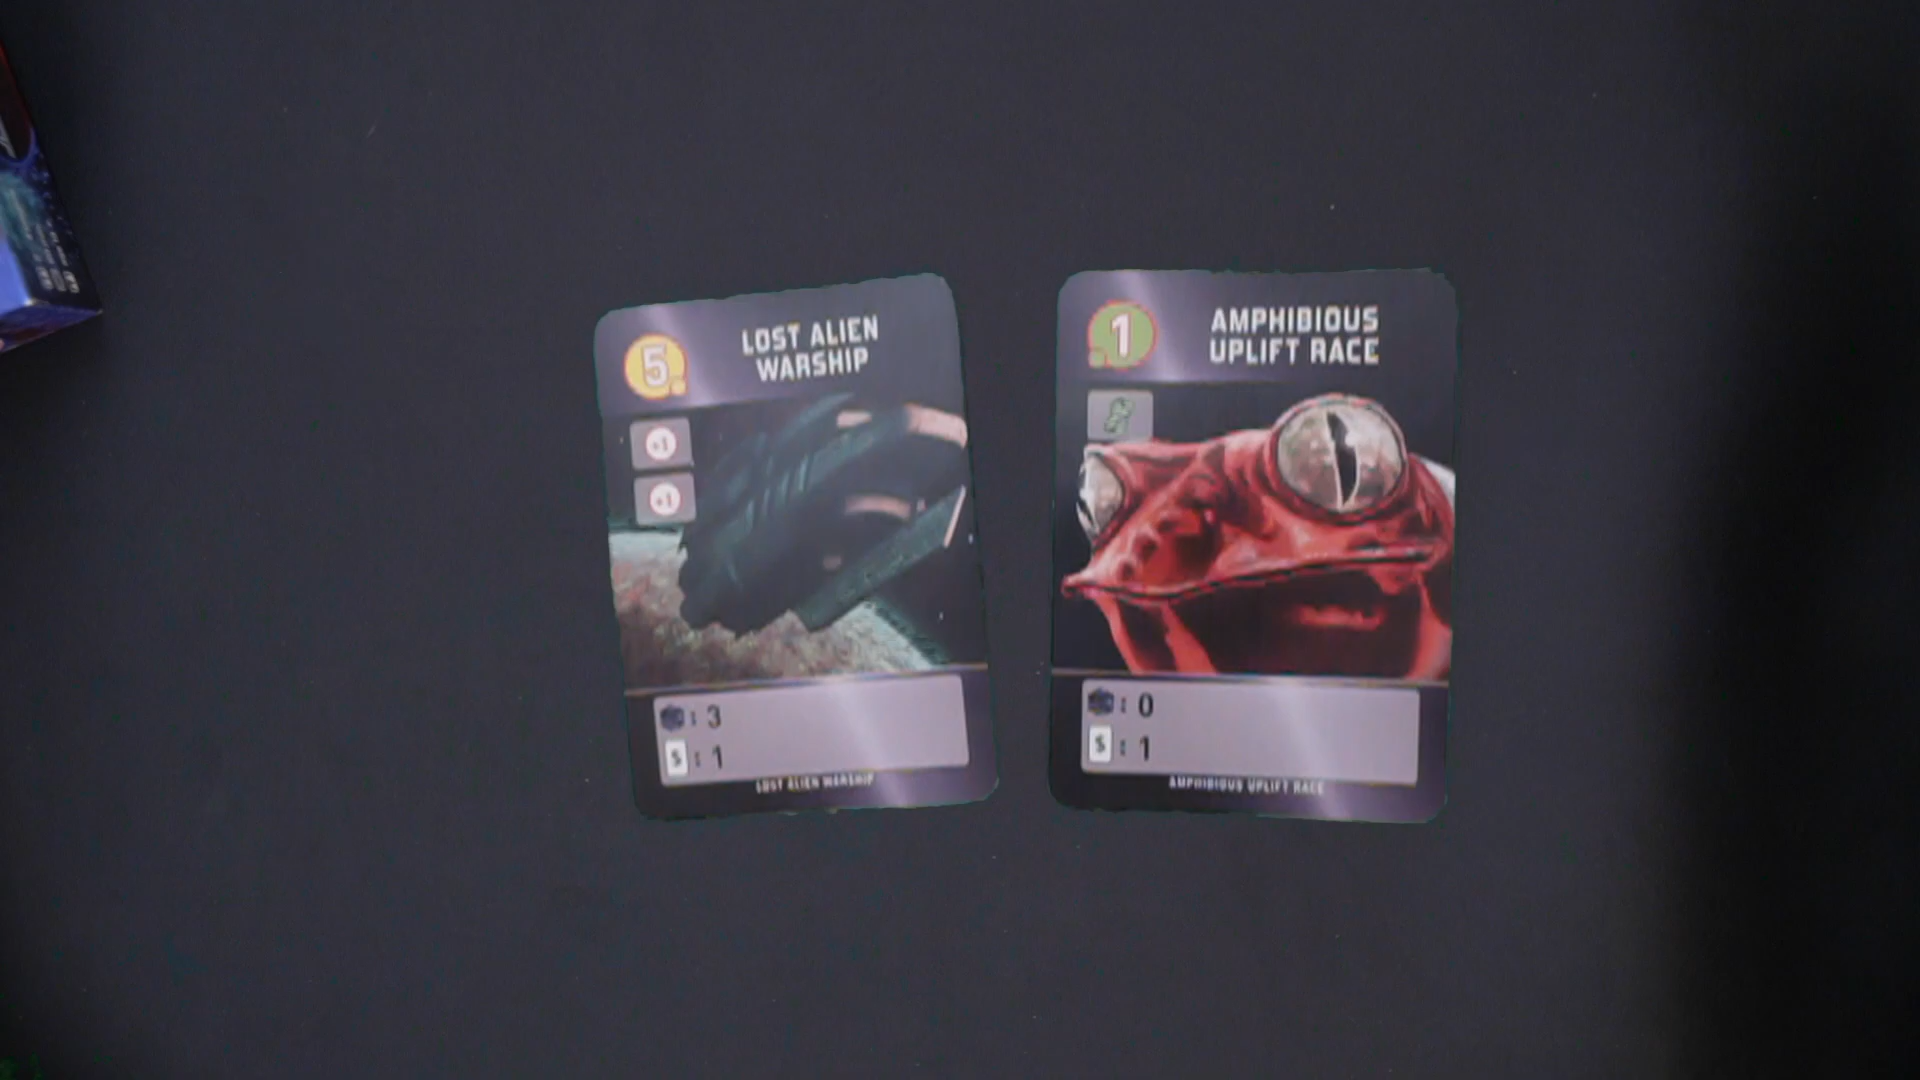 5
LOST ALIEN
WARSHIP
+1
+1
: 3
$ : 1
LOST ALIEN WARSHIP
1
AMPHIBIOUS
UPLIFT RACE
: 0
$ : 1
AMPHIBIOUS UPLIFT RACE